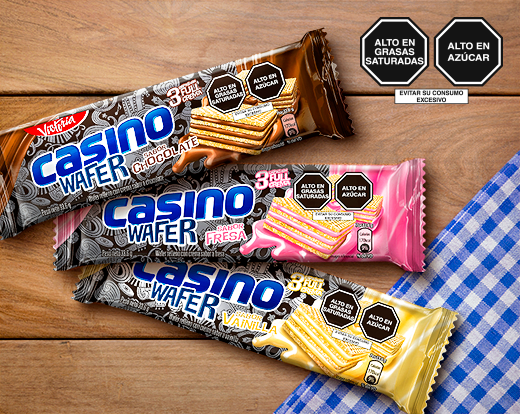 ALTO EN
GRASAS
SATURADAS
ALTO EN
AZÚCAR
EVITAR SU CONSUMO
EXCESIVO
Victoria
casino
WAFER
SABOR
CHOCOLATE
3 FULL
CREMA
ALTO EN
GRASAS
SATURADAS
ALTO EN
AZÚCAR
casino
WAFER
SABOR
FRESA
3 FULL
CREMA
ALTO EN
GRASAS
SATURADAS
ALTO EN
AZÚCAR
EVITAR SU CONSUMO
EXCESIVO
casino
WAFER
VAINILLA
3 FULL
ALTO EN
GRASAS
SATURADAS
ALTO EN
AZÚCAR